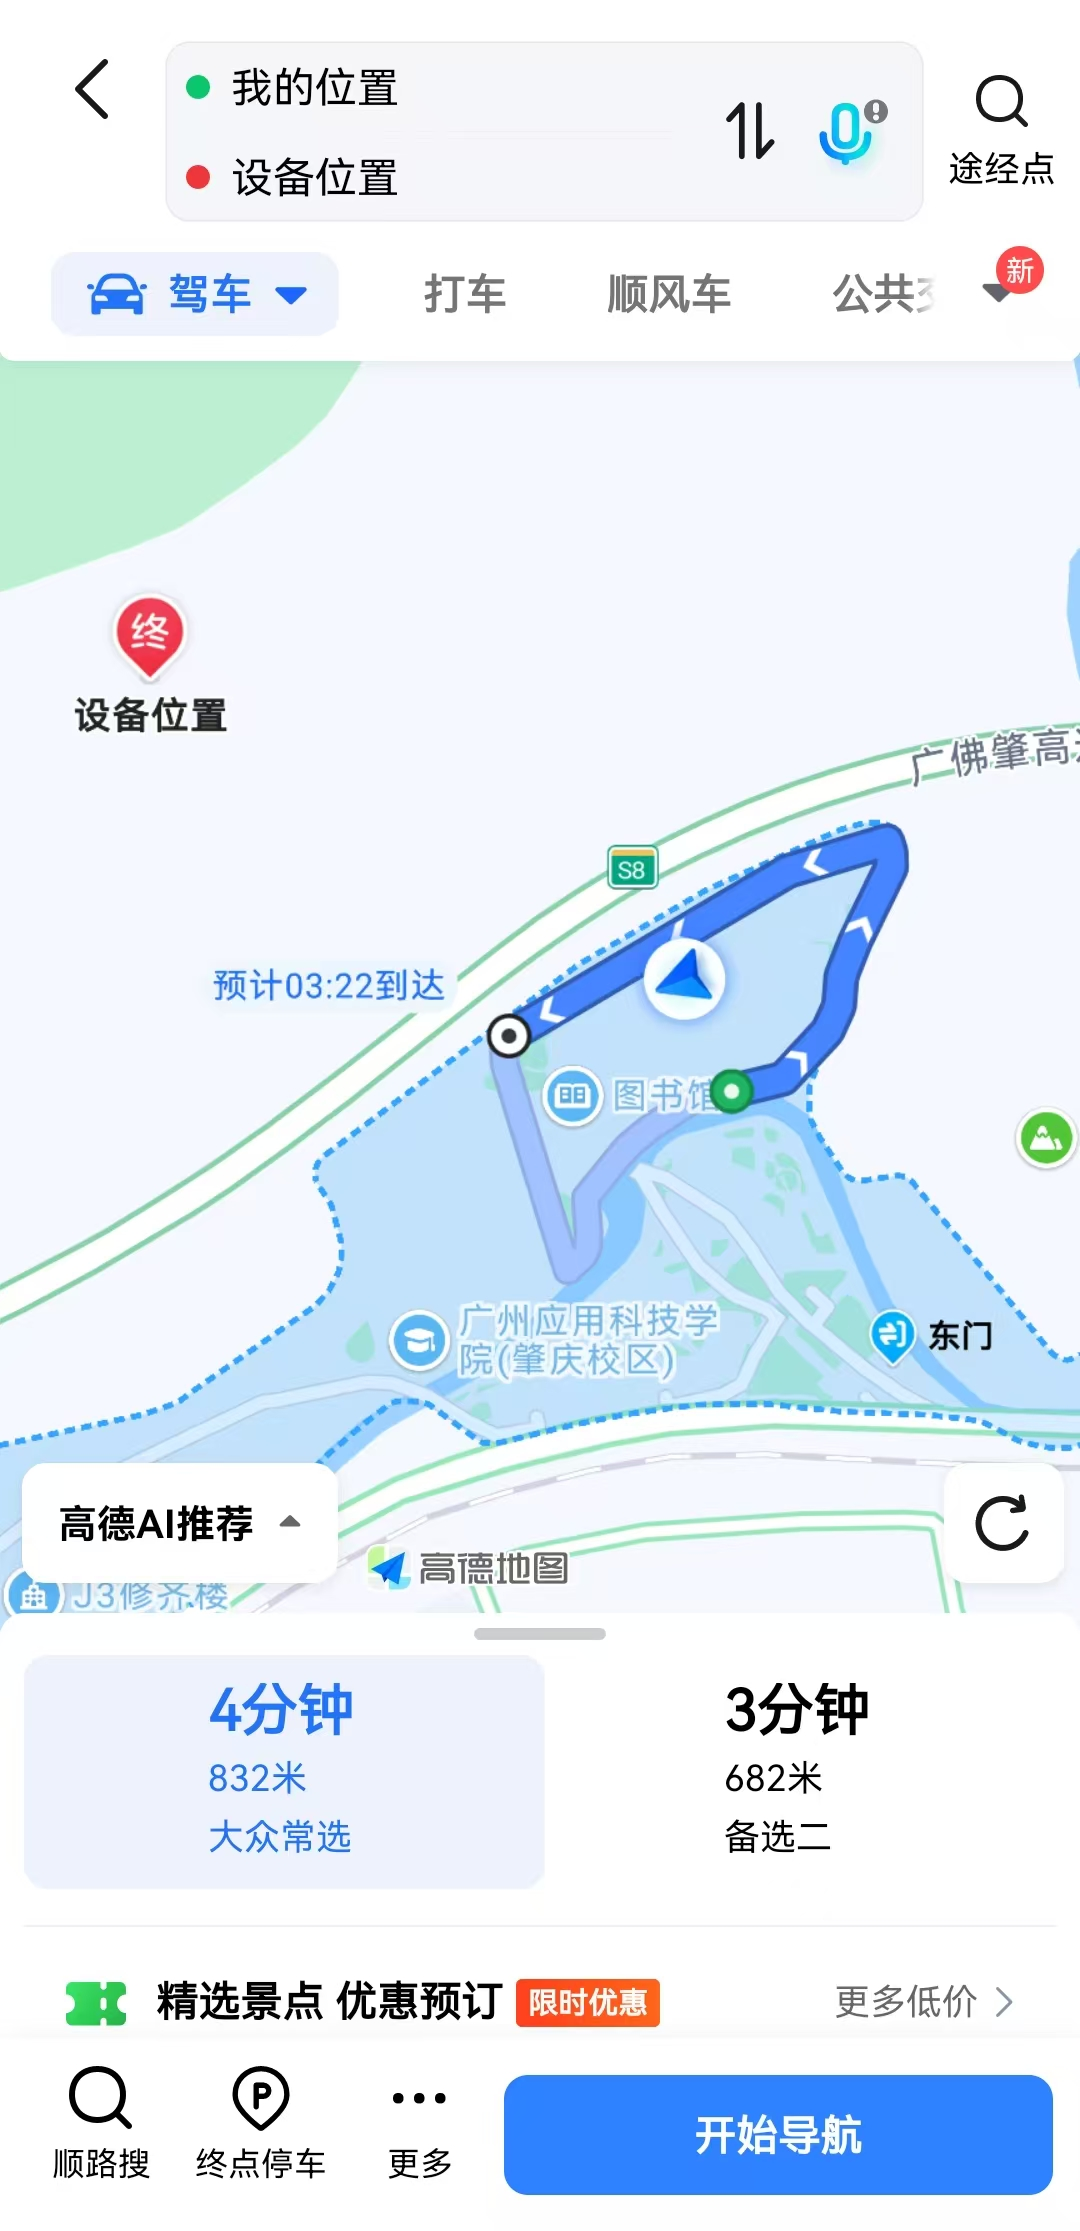 我的位置
设备位置
途经点
驾车
打车
顺风车
公共
新
终
设备位置
广佛肇高
S8
预计03:22到达
图书馆
广州应用科技学
院(肇庆校区)
东门
高德AI推荐
高德地图
J3修齐楼
4分钟
832米
大众常选
3分钟
682米
备选二
精选景点 优惠预订
限时优惠
更多低价
P
顺路搜
终点停车
更多
开始导航